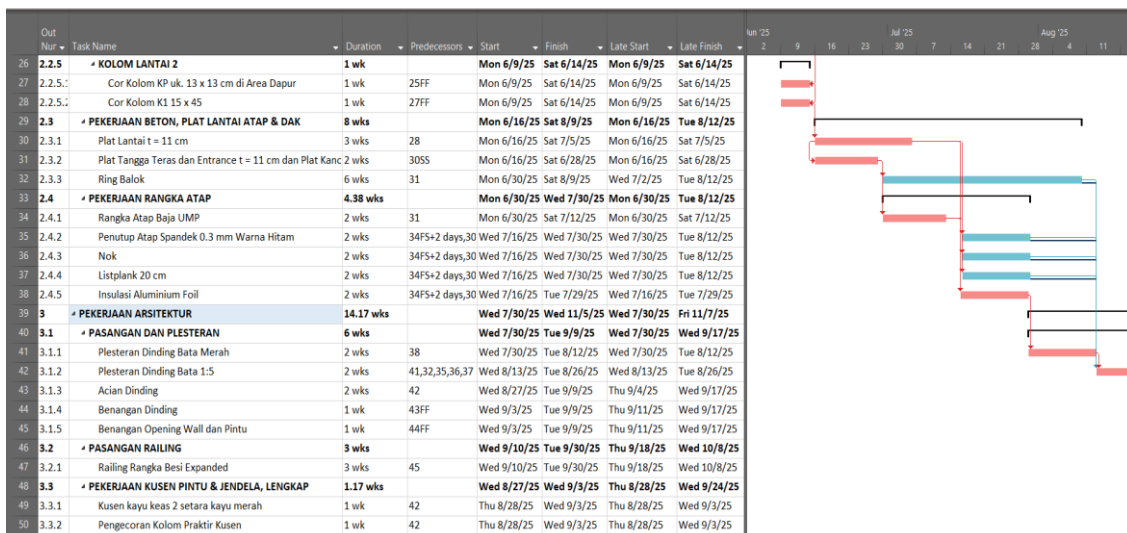 Out
Nur Task Name Duration Predecessors Start Finish Late Start Late Finish
Jun '25 Jul '25 Aug '25
2 9 16 23 30 7 14 21 28 4 11
26 2.2.5 KOLOM LANTAI 2 1 wk Mon 6/9/25 Sat 6/14/25 Mon 6/9/25 Sat 6/14/25
27 2.2.5.1 Cor Kolom KP uk. 13 x 13 cm di Area Dapur 1 wk 25FF Mon 6/9/25 Sat 6/14/25 Mon 6/9/25 Sat 6/14/25
28 2.2.5.2 Cor Kolom K1 15 x 45 1 wk 27FF Mon 6/9/25 Sat 6/14/25 Mon 6/9/25 Sat 6/14/25
29 2.3 PEKERJAAN BETON, PLAT LANTAI ATAP & DAK 8 wks Mon 6/16/25 Sat 8/9/25 Mon 6/16/25 Tue 8/12/25
30 2.3.1 Plat Lantai t = 11 cm 3 wks 28 Mon 6/16/25 Sat 7/5/25 Mon 6/16/25 Sat 7/5/25
31 2.3.2 Plat Tangga Teras dan Entrance t = 11 cm dan Plat Kanc 2 wks 30SS Mon 6/16/25 Sat 6/28/25 Mon 6/16/25 Sat 6/28/25
32 2.3.3 Ring Balok 6 wks 31 Mon 6/30/25 Sat 8/9/25 Wed 7/2/25 Tue 8/12/25
33 2.4 PEKERJAAN RANGKA ATAP 4.38 wks Mon 6/30/25 Wed 7/30/25 Mon 6/30/25 Tue 8/12/25
34 2.4.1 Rangka Atap Baja UMP 2 wks 31 Mon 6/30/25 Sat 7/12/25 Mon 6/30/25 Sat 7/12/25
35 2.4.2 Penutup Atap Spandek 0.3 mm Warna Hitam 2 wks 34FS+2 days,30 Wed 7/16/25 Wed 7/30/25 Wed 7/30/25 Tue 8/12/25
36 2.4.3 Nok 2 wks 34FS+2 days,30 Wed 7/16/25 Wed 7/30/25 Wed 7/30/25 Tue 8/12/25
37 2.4.4 Listplank 20 cm 2 wks 34FS+2 days,30 Wed 7/16/25 Wed 7/30/25 Wed 7/30/25 Tue 8/12/25
38 2.4.5 Insulasi Aluminium Foil 2 wks 34FS+2 days,30 Wed 7/16/25 Tue 7/29/25 Wed 7/16/25 Tue 7/29/25
39 3 PEKERJAAN ARSITEKTUR 14.17 wks Wed 7/30/25 Wed 11/5/25 Wed 7/30/25 Fri 11/7/25
40 3.1 PASANGAN DAN PLESTERAN 6 wks Wed 7/30/25 Tue 9/9/25 Wed 7/30/25 Wed 9/17/25
41 3.1.1 Plesteran Dinding Bata Merah 2 wks 38 Wed 7/30/25 Tue 8/12/25 Wed 7/30/25 Tue 8/12/25
42 3.1.2 Plesteran Dinding Bata 1:5 2 wks 41,32,35,36,37 Wed 8/13/25 Tue 8/26/25 Wed 8/13/25 Tue 8/26/25
43 3.1.3 Acian Dinding 2 wks 42 Wed 8/27/25 Tue 9/9/25 Thu 9/4/25 Wed 9/17/25
44 3.1.4 Benangan Dinding 1 wk 43FF Wed 9/3/25 Tue 9/9/25 Thu 9/11/25 Wed 9/17/25
45 3.1.5 Benangan Opening Wall dan Pintu 1 wk 44FF Wed 9/3/25 Tue 9/9/25 Thu 9/11/25 Wed 9/17/25
46 3.2 PASANGAN RAILING 3 wks Wed 9/10/25 Tue 9/30/25 Thu 9/18/25 Wed 10/8/25
47 3.2.1 Railing Rangka Besi Expanded 3 wks 45 Wed 9/10/25 Tue 9/30/25 Thu 9/18/25 Wed 10/8/25
48 3.3 PEKERJAAN KUSEN PINTU & JENDELA, LENGKAP 1.17 wks Wed 8/27/25 Wed 9/3/25 Thu 8/28/25 Wed 9/24/25
49 3.3.1 Kusen kayu keas 2 setara kayu merah 1 wk 42 Thu 8/28/25 Wed 9/3/25 Thu 8/28/25 Wed 9/3/25
50 3.3.2 Pengecoran Kolom Praktir Kusen 1 wk 42 Thu 8/28/25 Wed 9/3/25 Thu 8/28/25 Wed 9/3/25